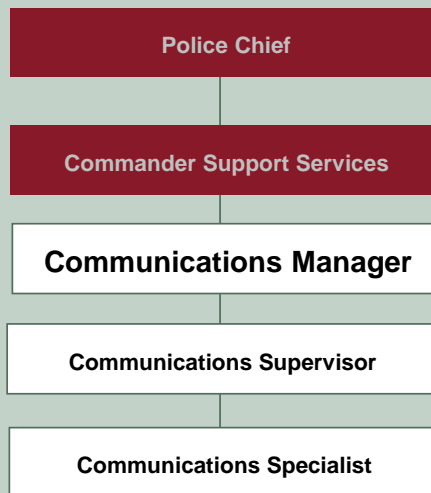 Police Chief
Commander Support Services
Communications Manager
Communications Supervisor
Communications Specialist